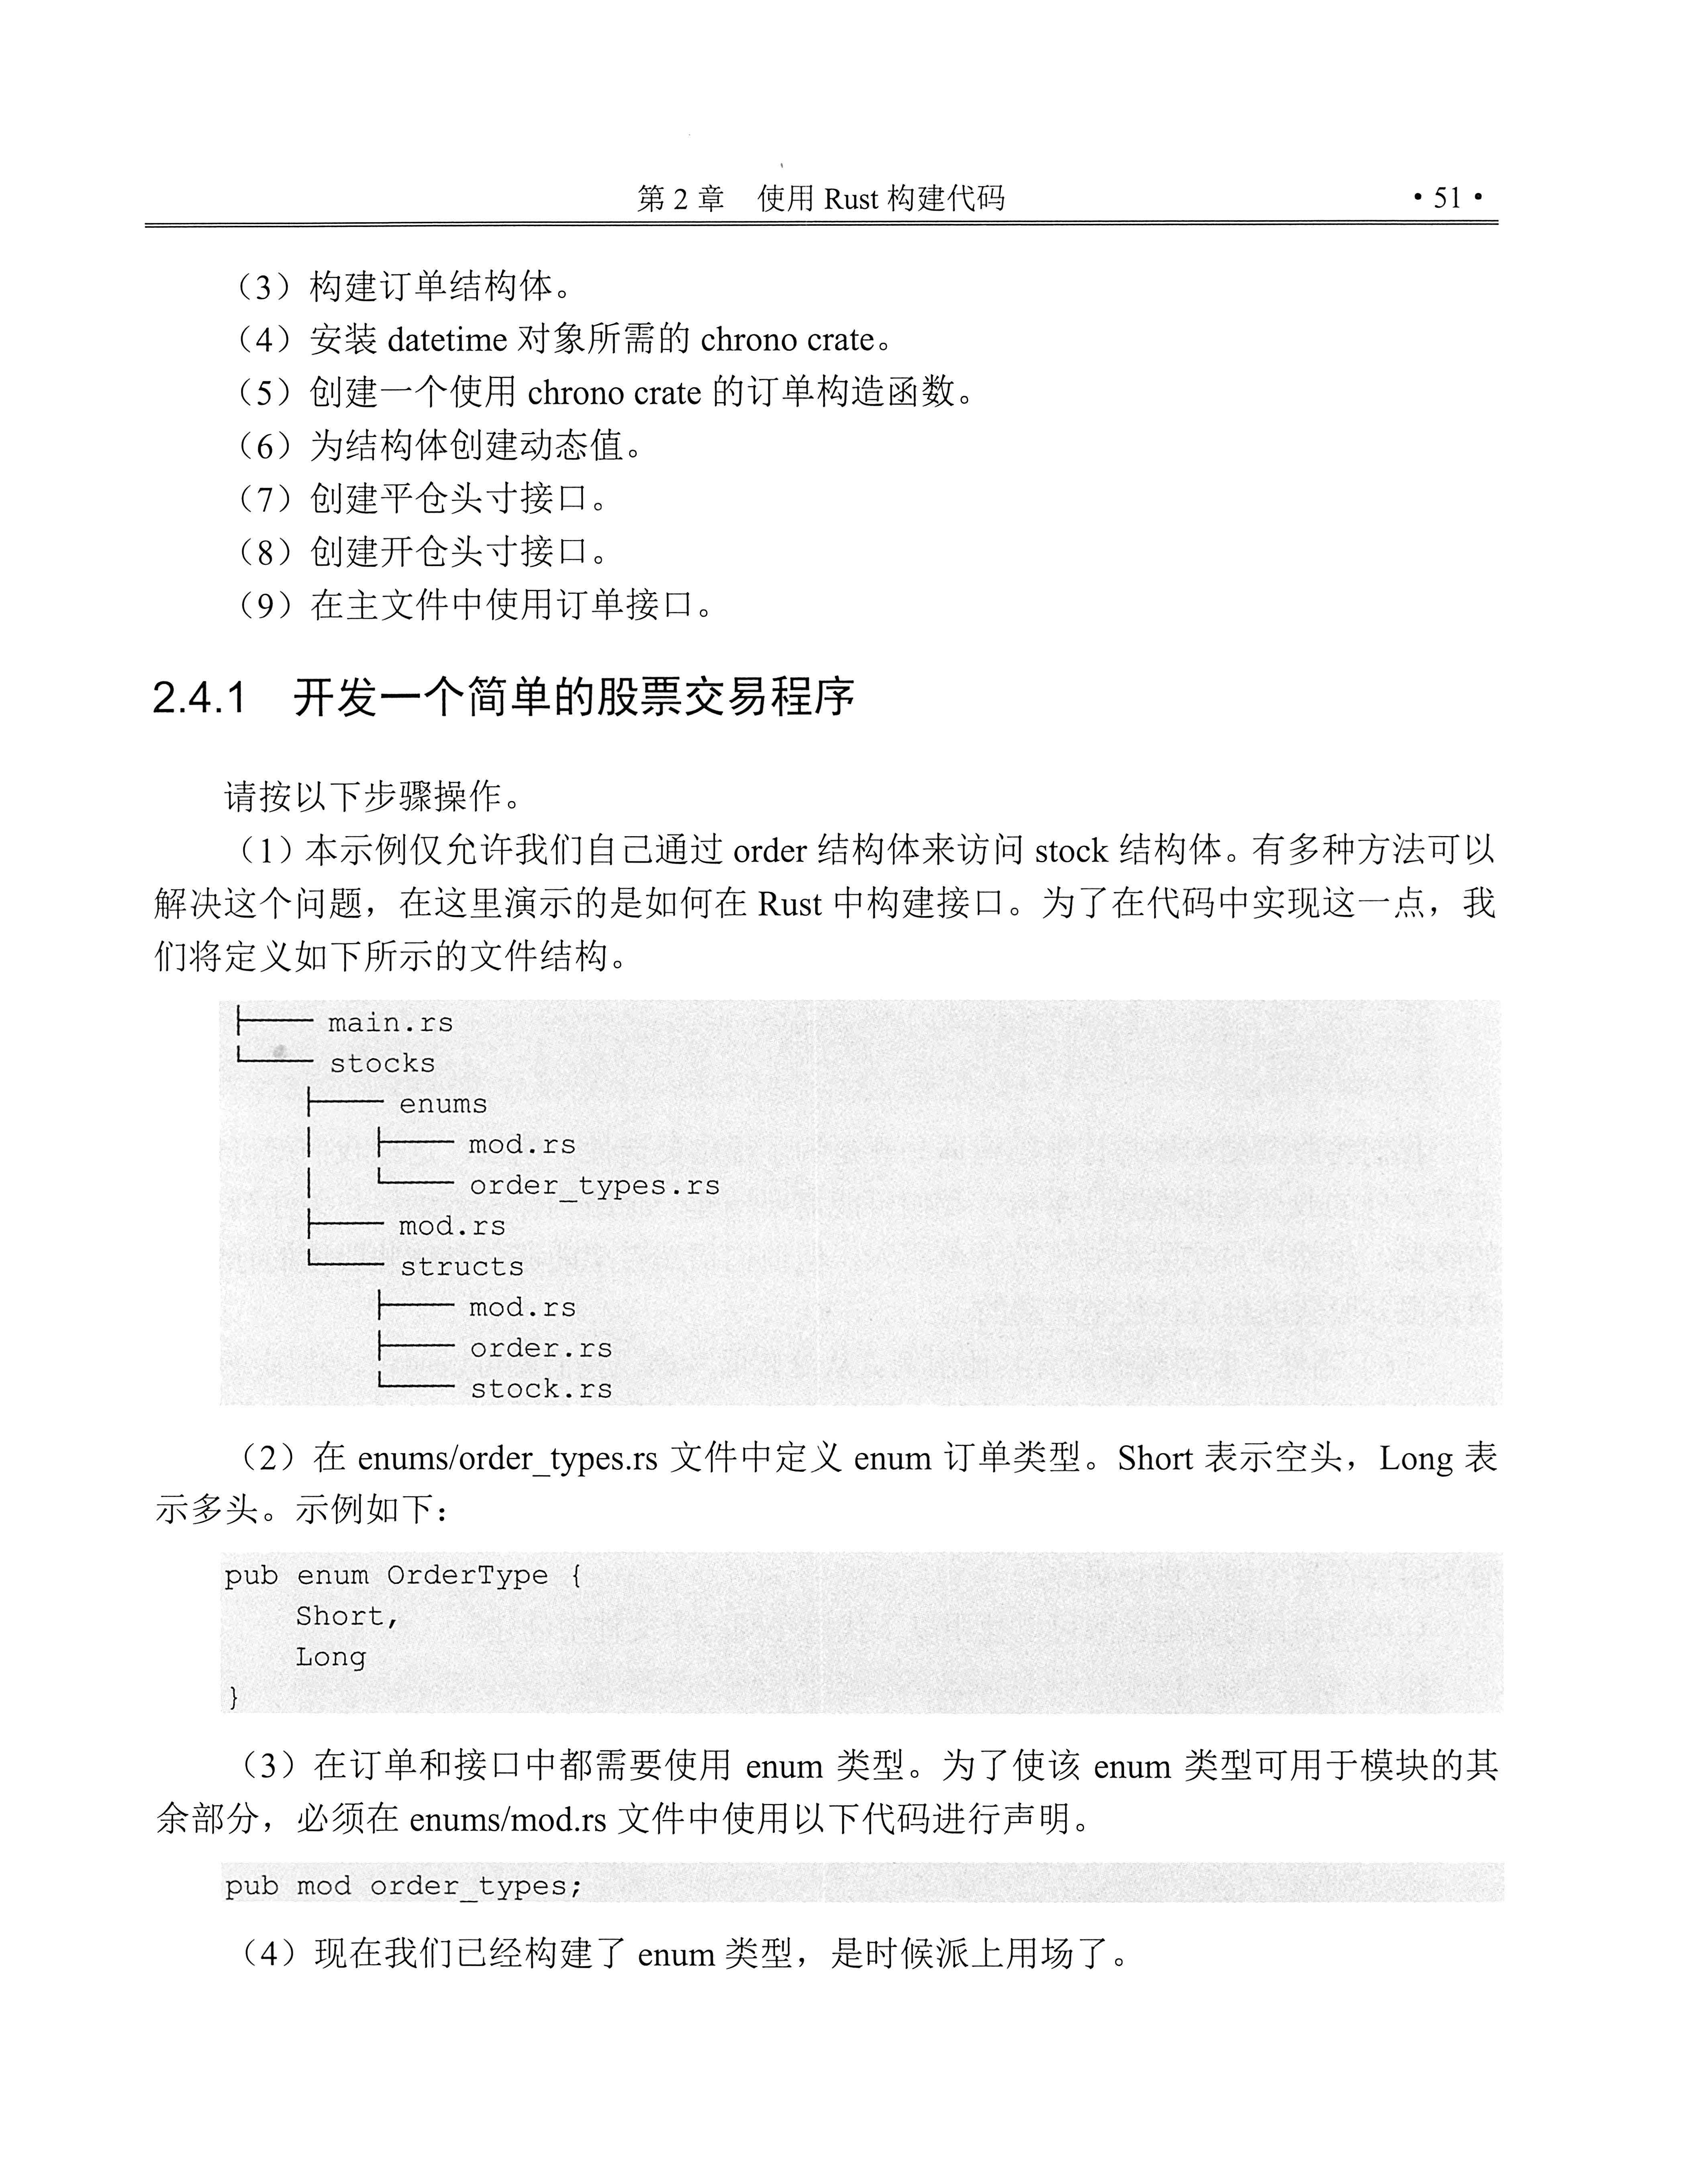 第 2 章 使用 Rust 构建代码 • 51 •
（3）构建订单结构体。
（4）安装 datetime 对象所需的 chrono crate。
（5）创建一个使用 chrono crate 的订单构造函数。
（6）为结构体创建动态值。
（7）创建平仓头寸接口。
（8）创建开仓头寸接口。
（9）在主文件中使用订单接口。
2.4.1 开发一个简单的股票交易程序
请按以下步骤操作。
（1）本示例仅允许我们自己通过 order 结构体来访问 stock 结构体。有多种方法可以
解决这个问题，在这里演示的是如何在 Rust 中构建接口。为了在代码中实现这一点，我
们将定义如下所示的文件结构。
├── main.rs
└── stocks
    ├── enums
    │   ├── mod.rs
    │   └── order_types.rs
    ├── mod.rs
    └── structs
        ├── mod.rs
        ├── order.rs
        └── stock.rs
（2）在 enums/order_types.rs 文件中定义 enum 订单类型。Short 表示空头，Long 表
示多头。示例如下：
pub enum OrderType {
    Short,
    Long
}
（3）在订单和接口中都需要使用 enum 类型。为了使该 enum 类型可用于模块的其
余部分，必须在 enums/mod.rs 文件中使用以下代码进行声明。
pub mod order_types;
（4）现在我们已经构建了 enum 类型，是时候派上用场了。